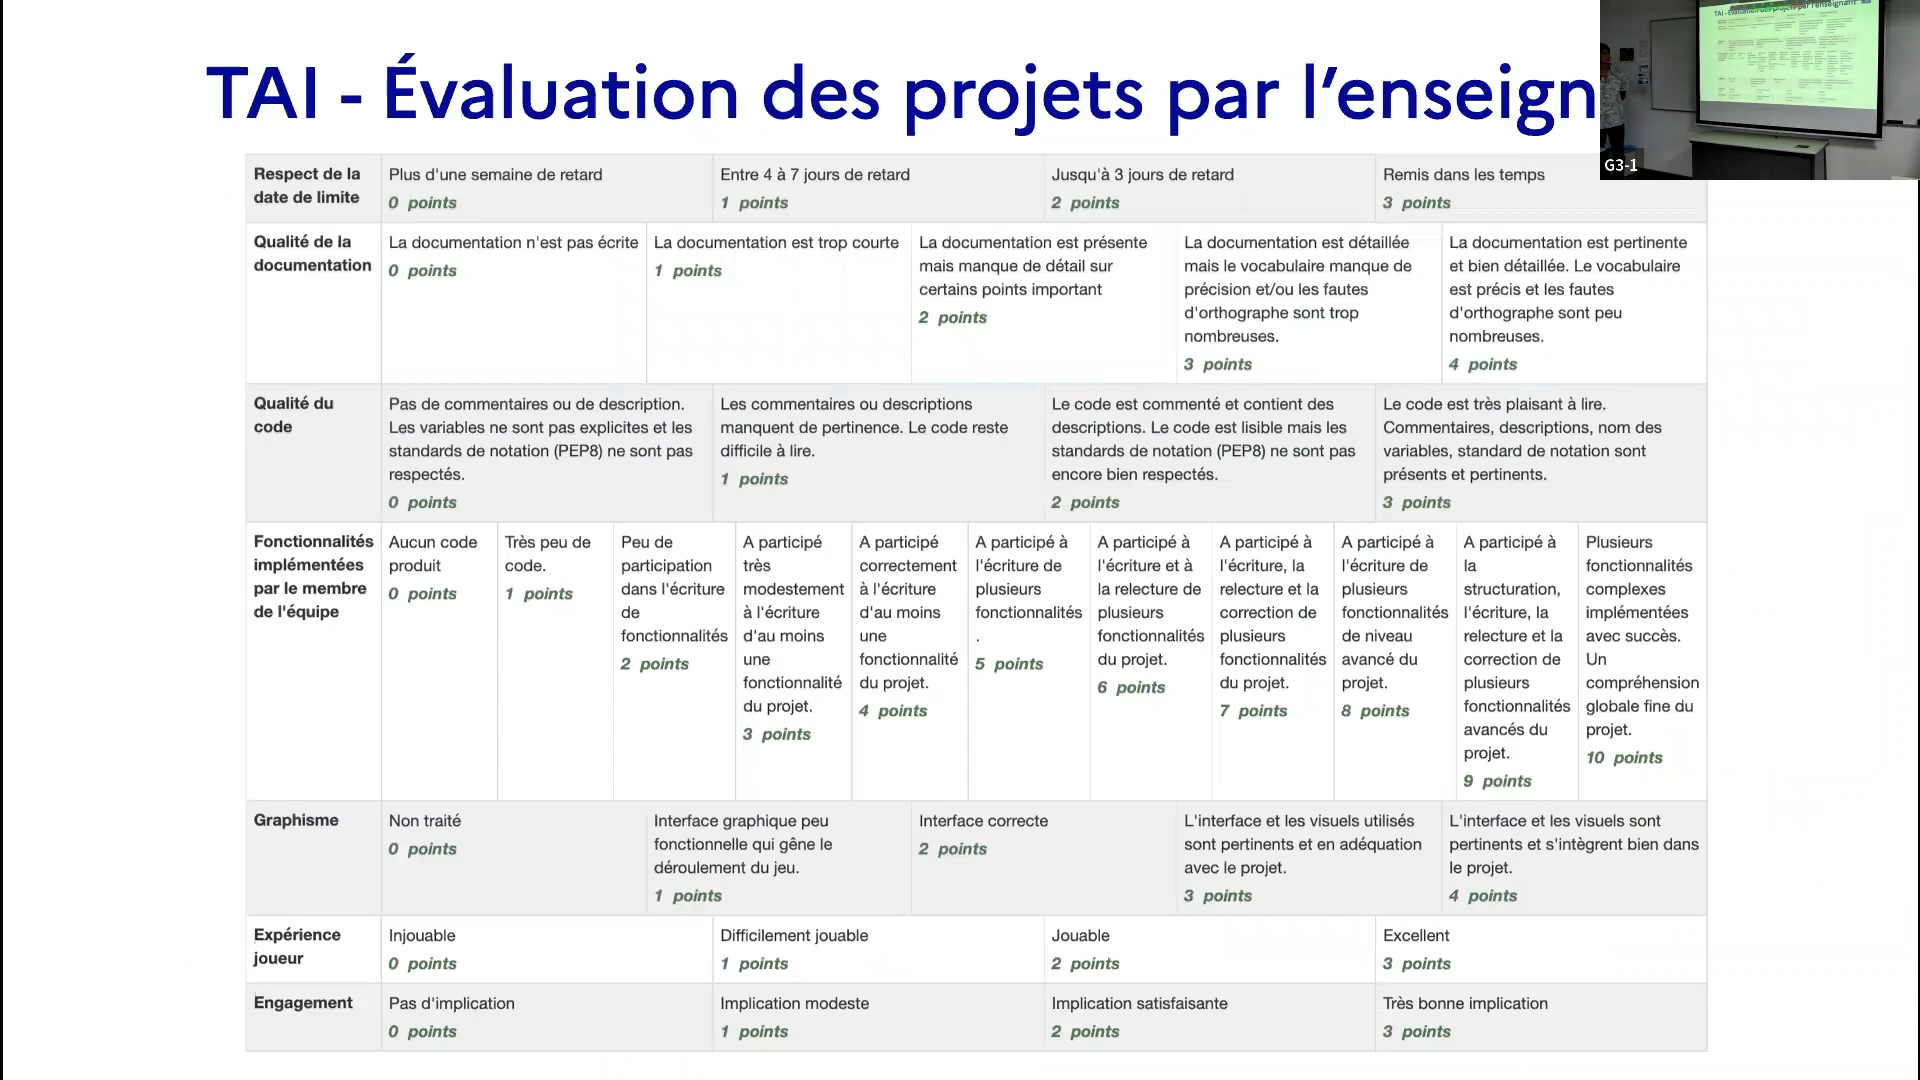 TAI - Évaluation des projets par l'enseign
G3-1
Respect de la
date de limite
Plus d'une semaine de retard
0 points
Entre 4 à 7 jours de retard
1 points
Jusqu'à 3 jours de retard
2 points
Remis dans les temps
3 points
Qualité de la
documentation
La documentation n'est pas écrite
0 points
La documentation est trop courte
1 points
La documentation est présente
mais manque de détail sur
certains points important
2 points
La documentation est détaillée
mais le vocabulaire manque de
précision et/ou les fautes
d'orthographe sont trop
nombreuses.
3 points
La documentation est pertinente
et bien détaillée. Le vocabulaire
est précis et les fautes
d'orthographe sont peu
nombreuses.
4 points
Qualité du
code
Pas de commentaires ou de description.
Les variables ne sont pas explicites et les
standards de notation (PEP8) ne sont pas
respectés.
0 points
Les commentaires ou descriptions
manquent de pertinence. Le code reste
difficile à lire.
1 points
Le code est commenté et contient des
descriptions. Le code est lisible mais les
standards de notation (PEP8) ne sont pas
encore bien respectés.
2 points
Le code est très plaisant à lire.
Commentaires, descriptions, nom des
variables, standard de notation sont
présents et pertinents.
3 points
Fonctionnalités
implémentées
par le membre
de l'équipe
Aucun code
produit
0 points
Très peu de
code.
1 points
Peu de
participation
dans l'écriture
de
fonctionnalités
2 points
A participé
très
modestement
à l'écriture
d'au moins
une
fonctionnalité
du projet.
3 points
A participé
correctement
à l'écriture
d'au moins
une
fonctionnalité
du projet.
4 points
A participé à
l'écriture de
plusieurs
fonctionnalités
.
5 points
A participé à
l'écriture et à
la relecture de
plusieurs
fonctionnalités
du projet.
6 points
A participé à
l'écriture, la
relecture et la
correction de
plusieurs
fonctionnalités
du projet.
7 points
A participé à
l'écriture de
plusieurs
fonctionnalités
de niveau
avancé du
projet.
8 points
A participé à
la
structuration,
l'écriture, la
relecture et la
correction de
plusieurs
fonctionnalités
avancés du
projet.
9 points
Plusieurs
fonctionnalités
complexes
implémentées
avec succès.
Un
compréhension
globale fine du
projet.
10 points
Graphisme
Non traité
0 points
Interface graphique peu
fonctionnelle qui gêne le
déroulement du jeu.
1 points
Interface correcte
2 points
L'interface et les visuels utilisés
sont pertinents et en adéquation
avec le projet.
3 points
L'interface et les visuels sont
pertinents et s'intègrent bien dans
le projet.
4 points
Expérience
joueur
Injouable
0 points
Difficilement jouable
1 points
Jouable
2 points
Excellent
3 points
Engagement
Pas d'implication
0 points
Implication modeste
1 points
Implication satisfaisante
2 points
Très bonne implication
3 points